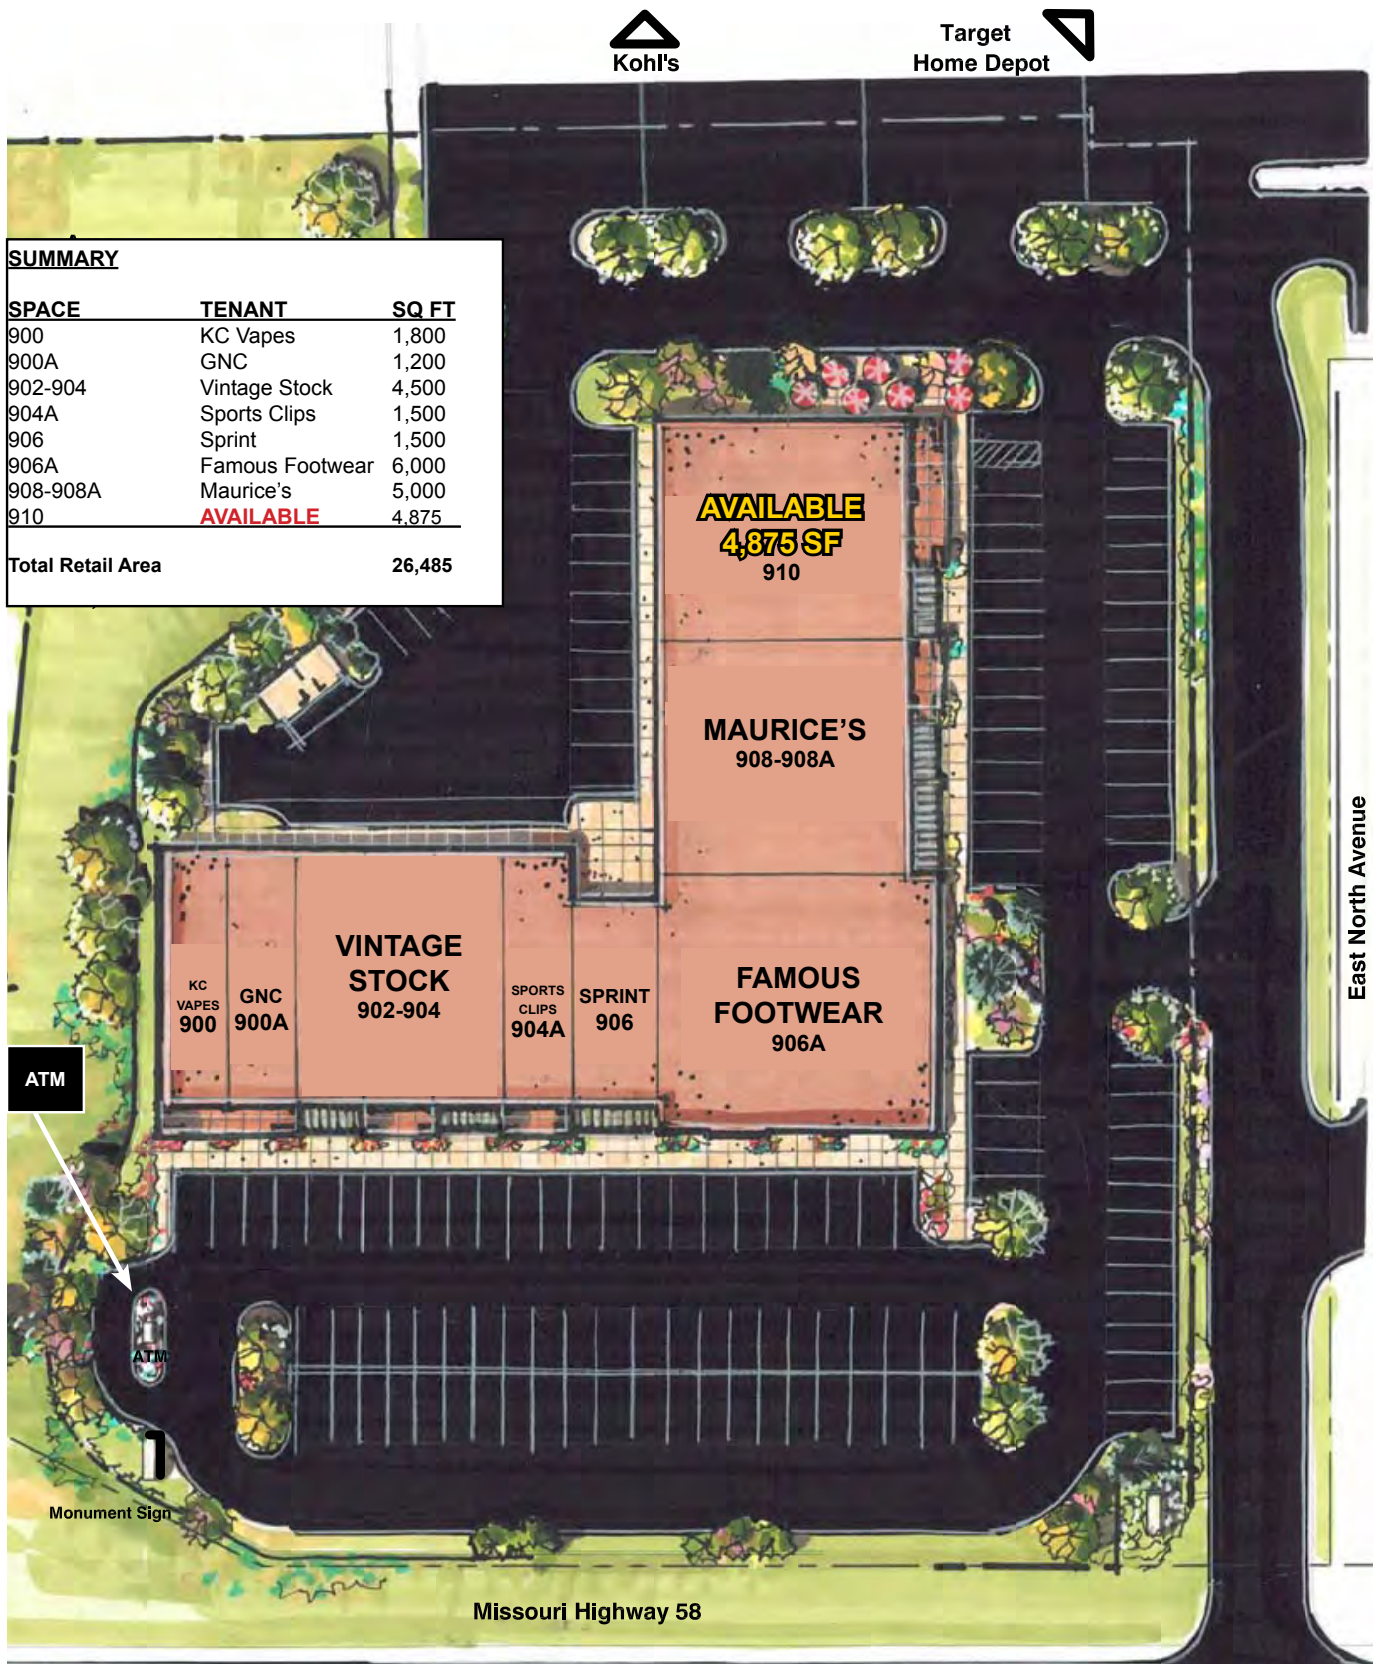 Kohl's
Target
Home Depot
SUMMARY
SPACE TENANT SQ FT
900 KC Vapes 1,800
900A GNC 1,200
902-904 Vintage Stock 4,500
904A Sports Clips 1,500
906 Sprint 1,500
906A Famous Footwear 6,000
908-908A Maurice's 5,000
910 AVAILABLE 4,875
Total Retail Area 26,485
AVAILABLE
4,875 SF
910
MAURICE'S
908-908A
VINTAGE
STOCK
902-904
KC
VAPES
900
GNC
900A
SPORTS
CLIPS
904A
SPRINT
906
FAMOUS
FOOTWEAR
906A
East North Avenue
ATM
ATM
Monument Sign
Missouri Highway 58